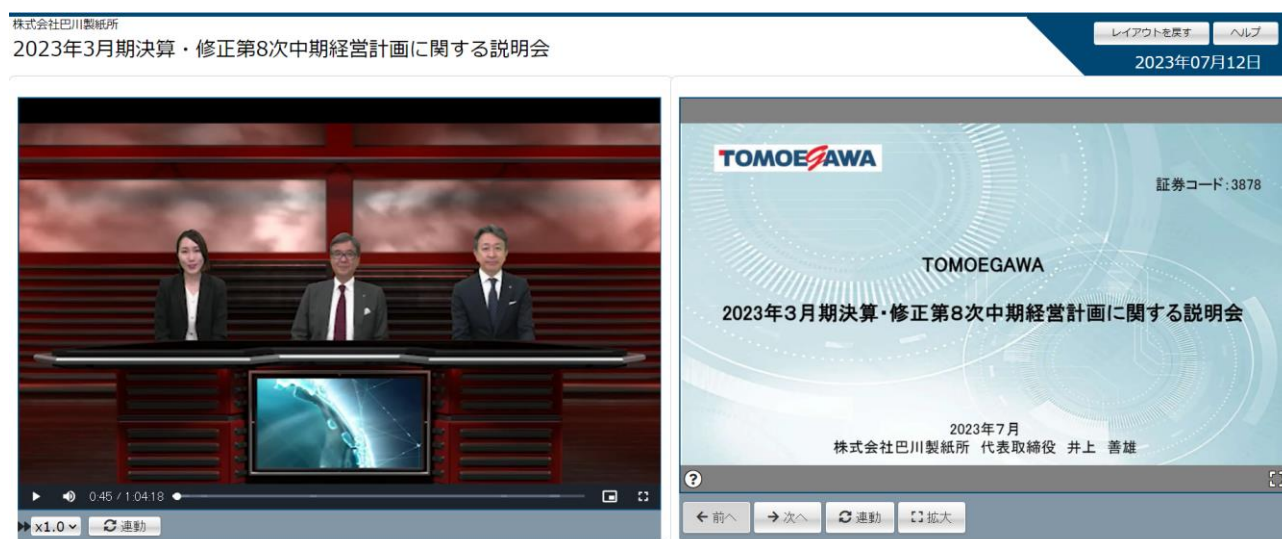 株式会社巴川製紙所
2023年3月期決算・修正第8次中期経営計画に関する説明会
レイアウトを戻す
ヘルプ
2023年07月12日
TOMOEGAWA
証券コード:3878
TOMOEGAWA
2023年3月期決算・修正第8次中期経営計画に関する説明会
2023年7月
株式会社巴川製紙所 代表取締役 井上 善雄
0:45 / 1:04:18
?
x1.0
連動
前へ
次へ
連動
拡大